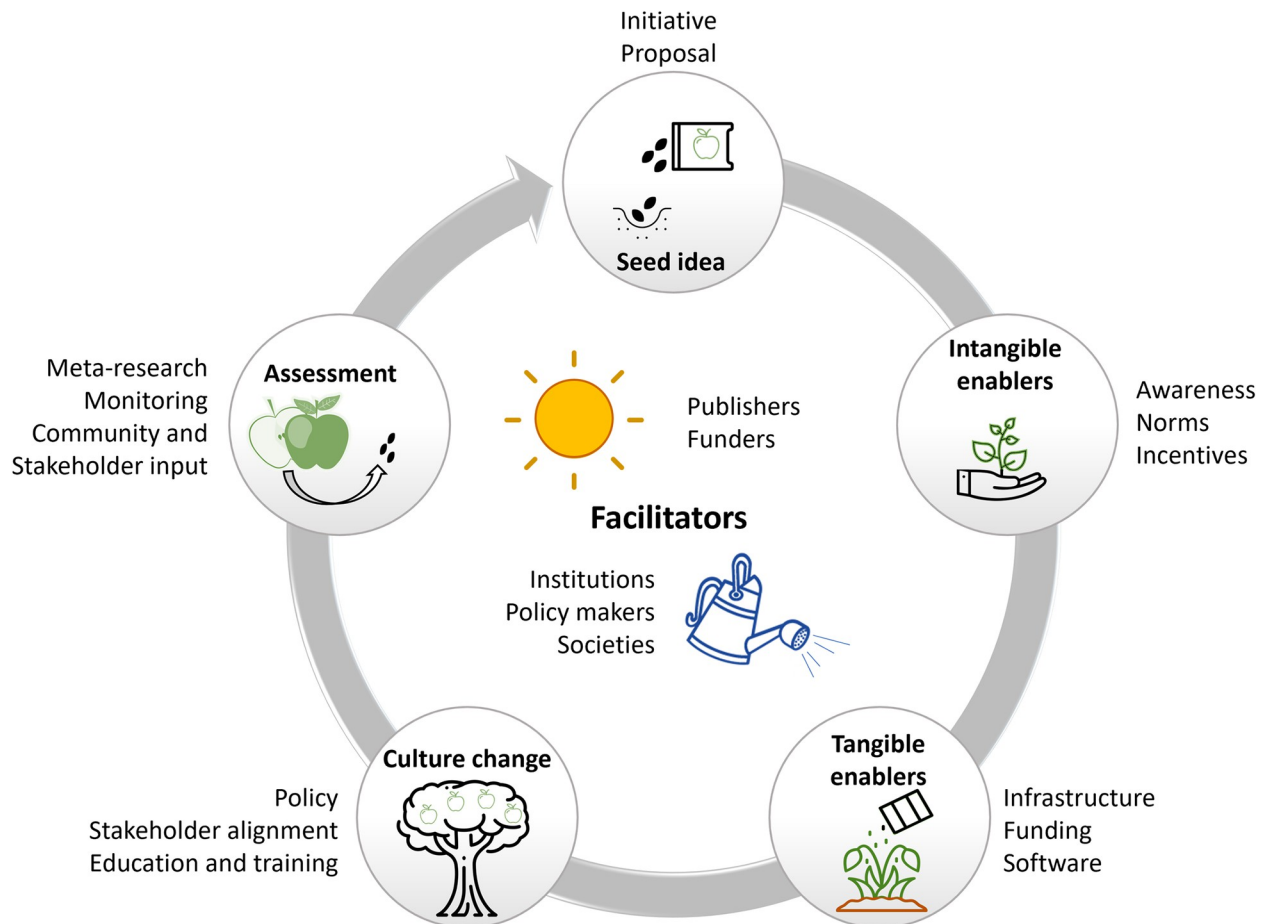 Initiative
Proposal
Seed idea
Intangible
enablers
Awareness
Norms
Incentives
Tangible
enablers
Infrastructure
Funding
Software
Culture change
Policy
Stakeholder alignment
Education and training
Assessment
Meta-research
Monitoring
Community and
Stakeholder input
Publishers
Funders
Facilitators
Institutions
Policy makers
Societies